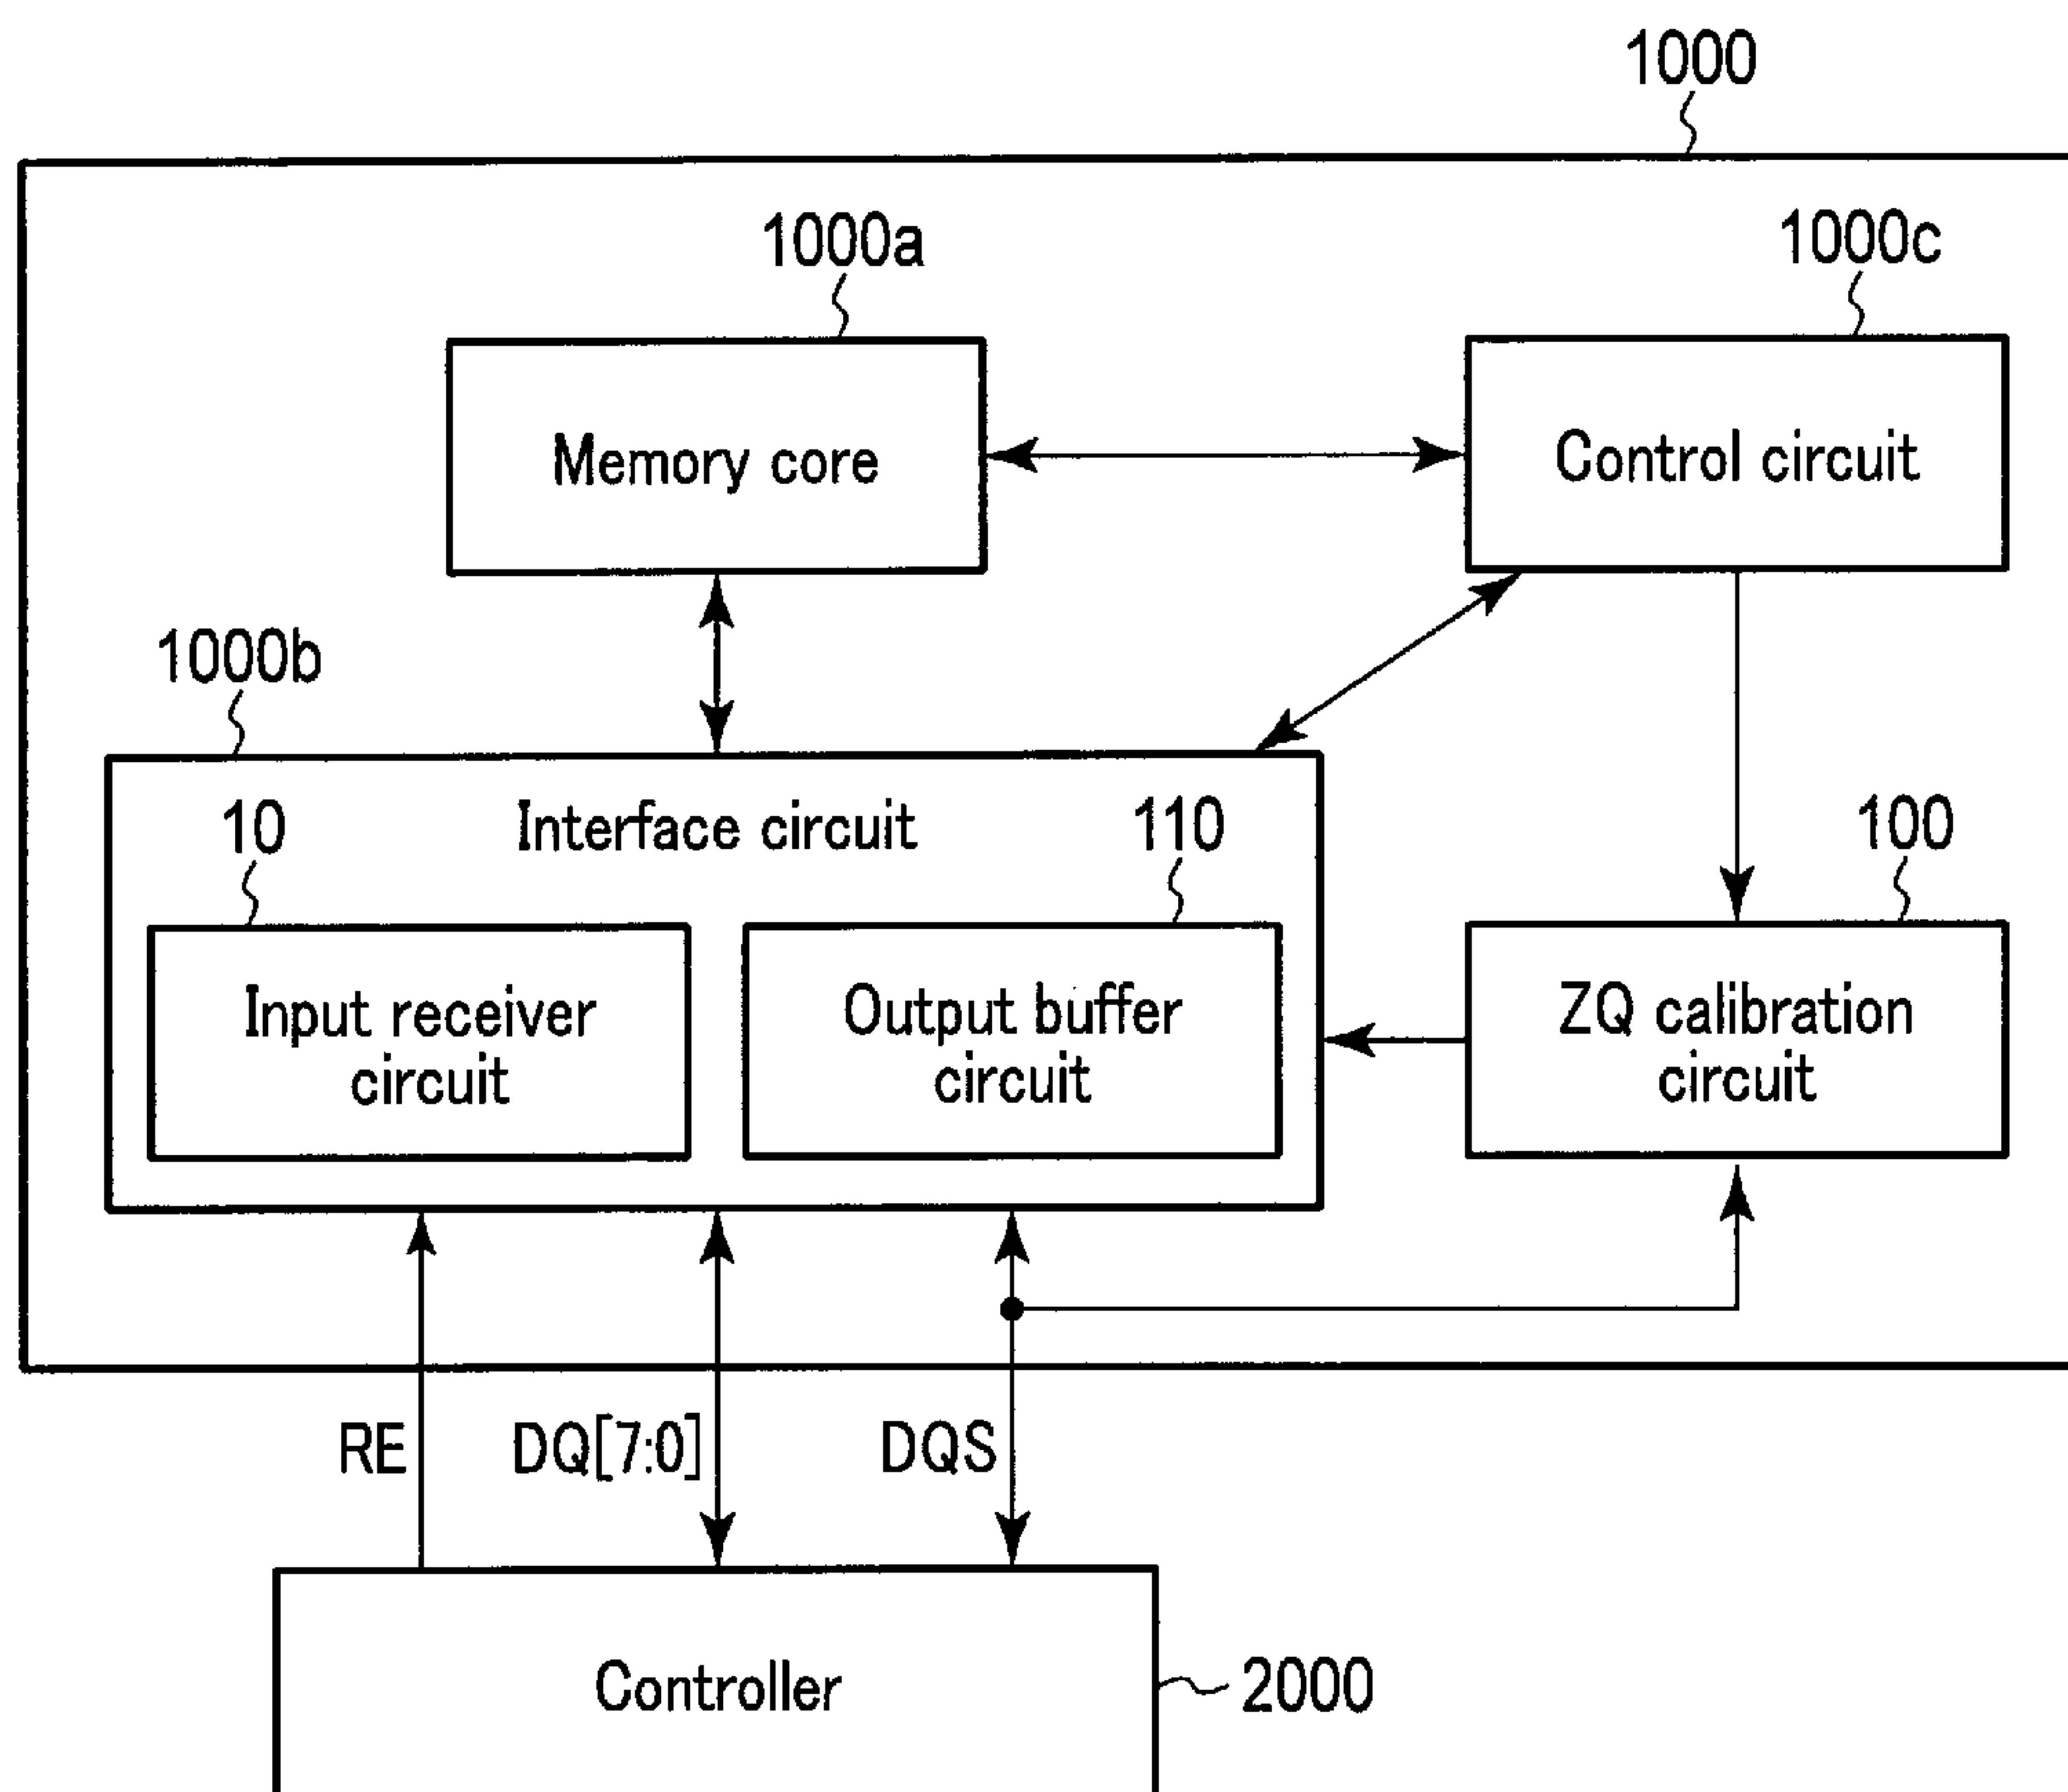 1000
1000a
1000c
Memory core
Control circuit
1000b
10
Interface circuit
110
100
Input receiver
circuit
Output buffer
circuit
ZQ calibration
circuit
RE
DQ[7:0]
DQS
Controller
2000